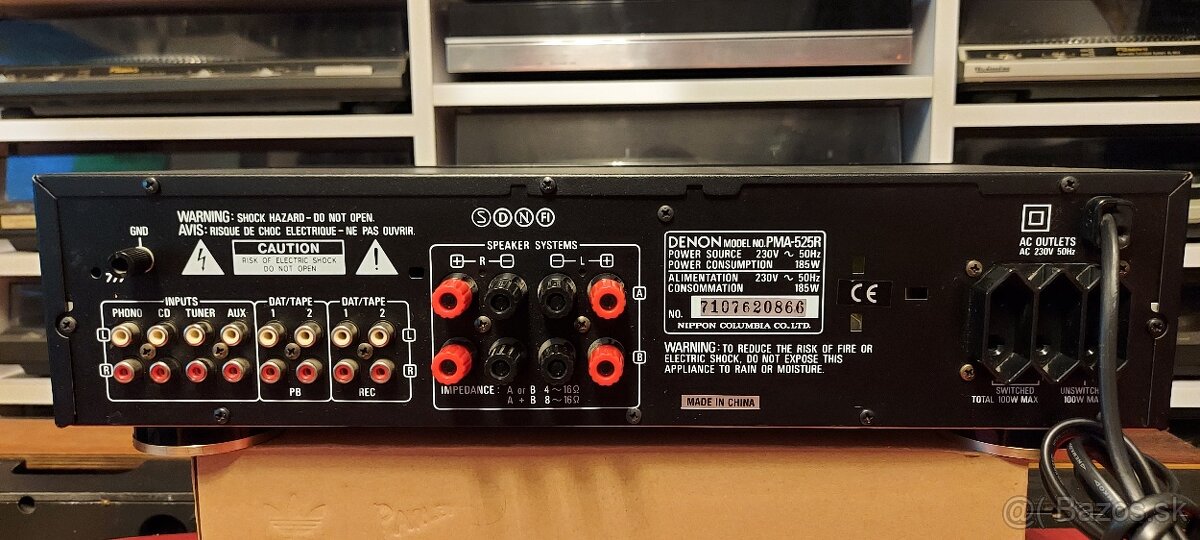 WARNING: SHOCK HAZARD - DO NOT OPEN.
AVIS: RISQUE DE CHOC ELECTRIQUE - NE PAS OUVRIR.
CAUTION
RISK OF ELECTRIC SHOCK
DO NOT OPEN
!
GND
INPUTS
PHONO CD TUNER AUX
DAT/TAPE
1 2
DAT/TAPE
1 2
L
R
L
R
PB
REC
S D N FI
SPEAKER SYSTEMS
+ R − − L +
A
B
IMPEDANCE: A or B 4~16Ω
A + B 8~16Ω
DENON MODEL NO. PMA-525R
POWER SOURCE 230V ~ 50Hz
POWER CONSUMPTION 185W
ALIMENTATION 230V ~ 50Hz
CONSOMMATION 185W
NO. 7107620866
NIPPON COLUMBIA CO., LTD.
WARNING: TO REDUCE THE RISK OF FIRE OR
ELECTRIC SHOCK, DO NOT EXPOSE THIS
APPLIANCE TO RAIN OR MOISTURE.
MADE IN CHINA
CE
AC OUTLETS
AC 230V 50Hz
SWITCHED
TOTAL 100W MAX
100W
Bazos.sk